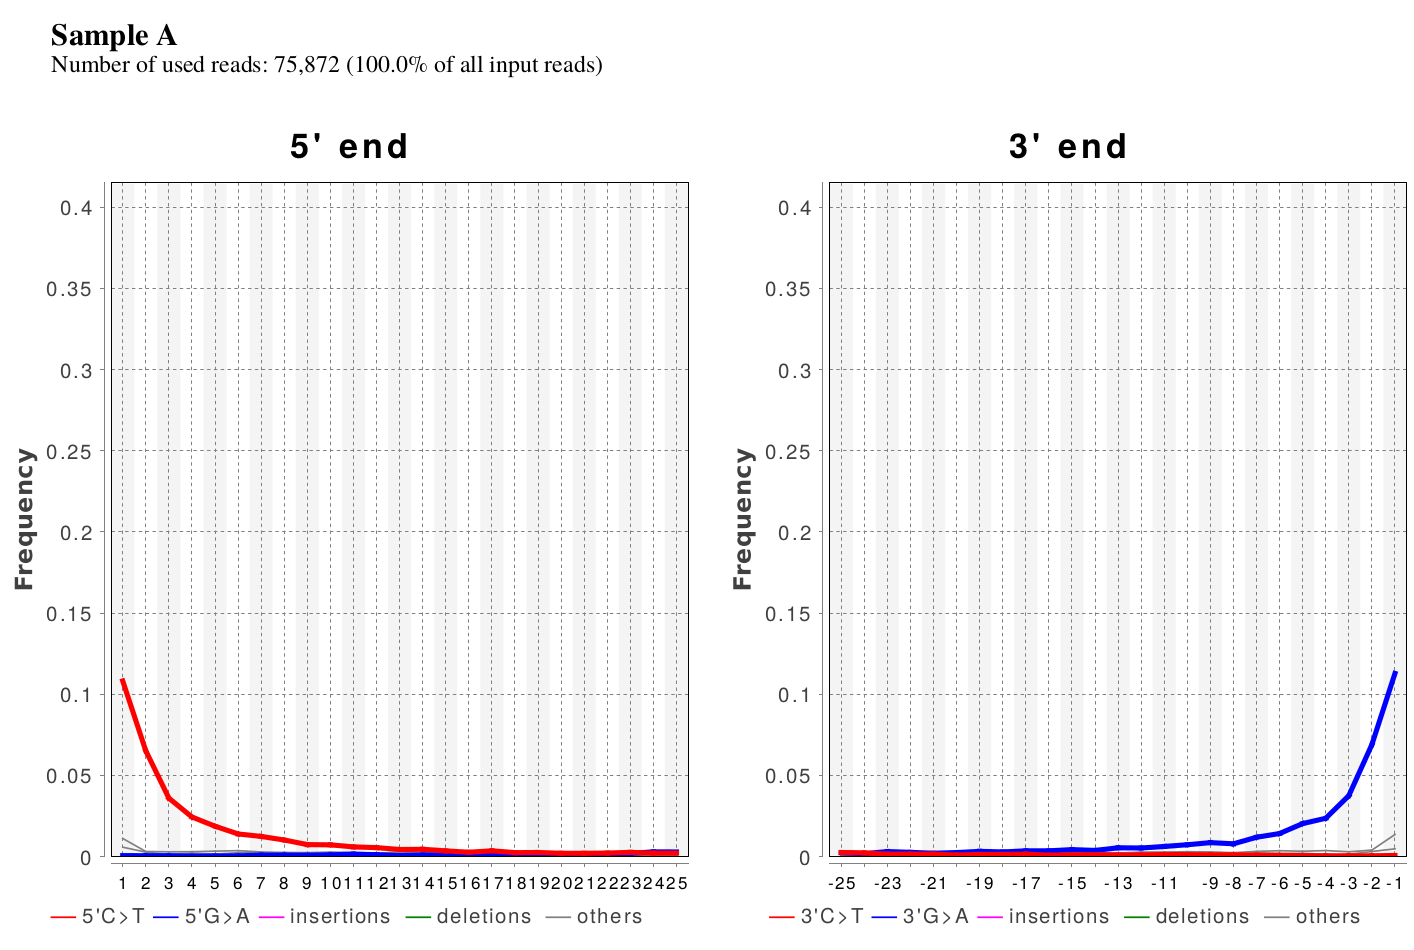 Sample A
Number of used reads: 75,872 (100.0% of all input reads)
5' end
0.4
0.35
0.3
0.25
0.2
0.15
0.1
0.05
0
Frequency
1 2 3 4 5 6 7 8 9 10 11 12 13 14 15 16 17 18 19 20 21 22 23 24 25
5'C>T 5'G>A insertions deletions others
3' end
0.4
0.35
0.3
0.25
0.2
0.15
0.1
0.05
0
Frequency
-25 -23 -21 -19 -17 -15 -13 -11 -9 -8 -7 -6 -5 -4 -3 -2 -1
3'C>T 3'G>A insertions deletions others